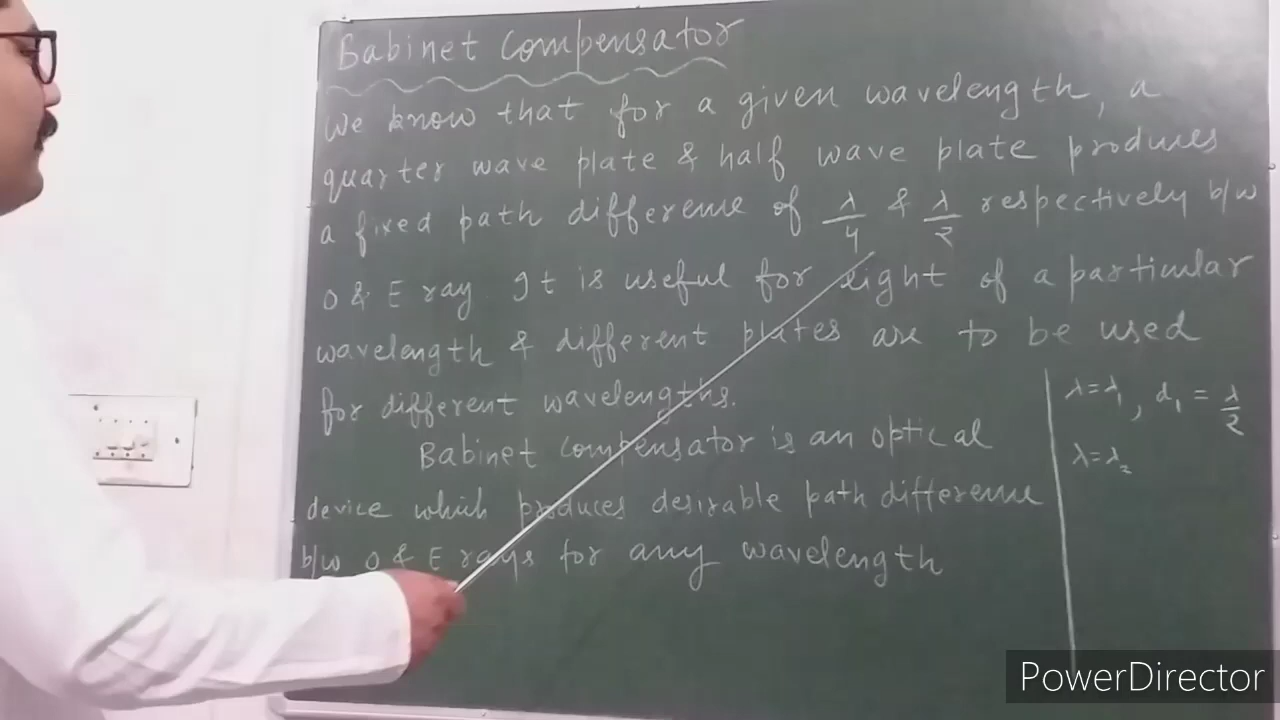 Babinet Compensator
We know that for a given wavelength, a
quarter wave plate & half wave plate produces
a fixed path difference of λ/4 & λ/2 respectively b/w
O & E ray. It is useful for light of a particular
wavelength & different plates are to be used
for different wavelengths.
Babinet compensator is an optical
device which produces desirable path difference
b/w O & E rays for any wavelength
λ=λ₁, d₁ = λ/2
λ=λ₂
PowerDirector